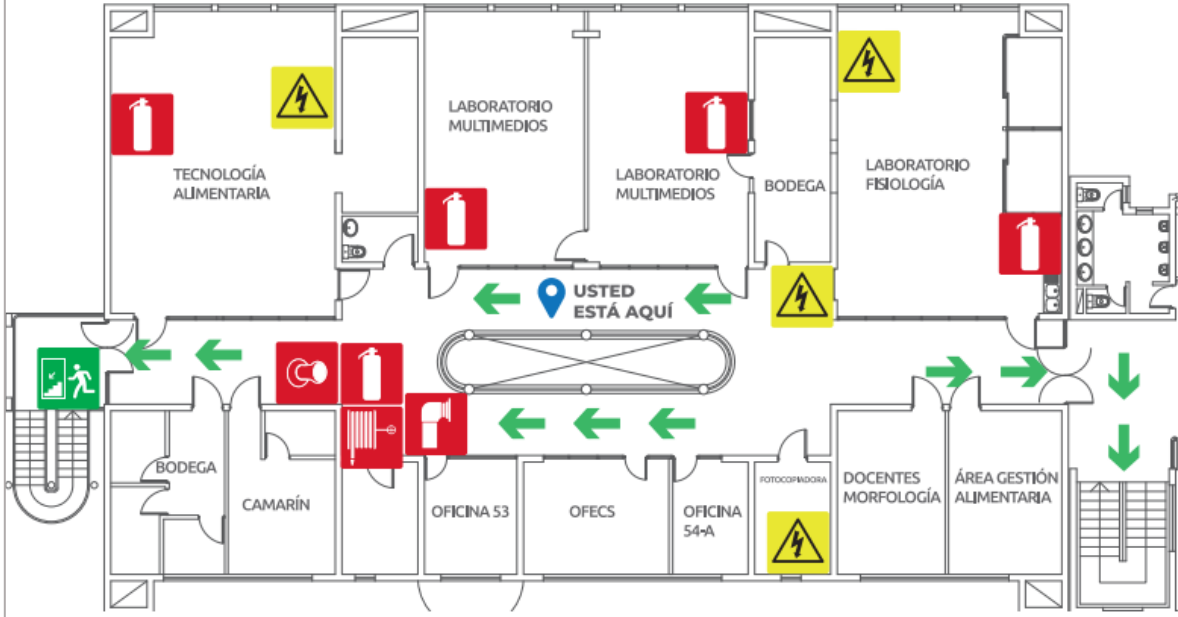 LABORATORIO
MULTIMEDIOS
TECNOLOGÍA
ALIMENTARIA
LABORATORIO
MULTIMEDIOS
BODEGA
LABORATORIO
FISIOLOGÍA
USTED
ESTÁ AQUÍ
BODEGA
CAMARÍN
OFICINA 53
OFECS
OFICINA
54-A
FOTOCOPIADORA
DOCENTES
MORFOLOGÍA
ÁREA GESTIÓN
ALIMENTARIA